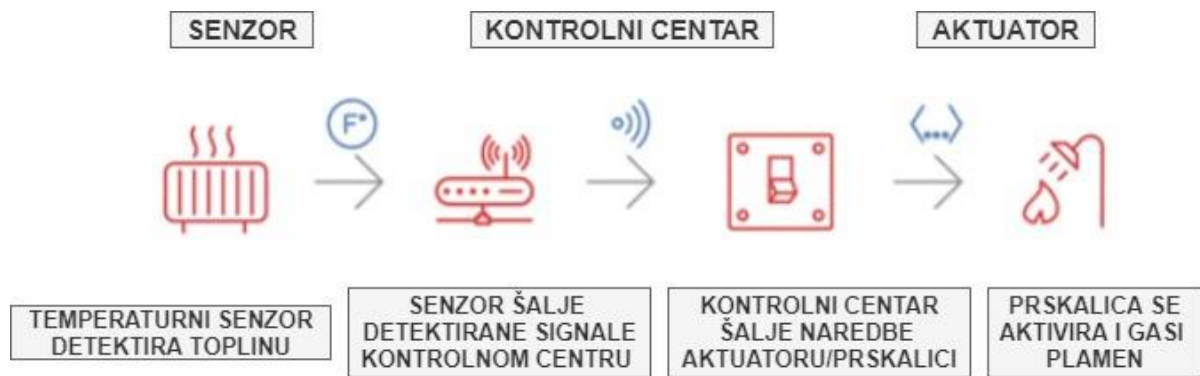 SENZOR
KONTROLNI CENTAR
AKTUATOR
F°
TEMPERATURNI SENZOR
DETEKTIRA TOPLINU
SENZOR ŠALJE
DETEKTIRANE SIGNALE
KONTROLNOM CENTRU
KONTROLNI CENTAR
ŠALJE NAREDBE
AKTUATORU/PRSKALICI
PRSKALICA SE
AKTIVIRA I GASI
PLAMEN